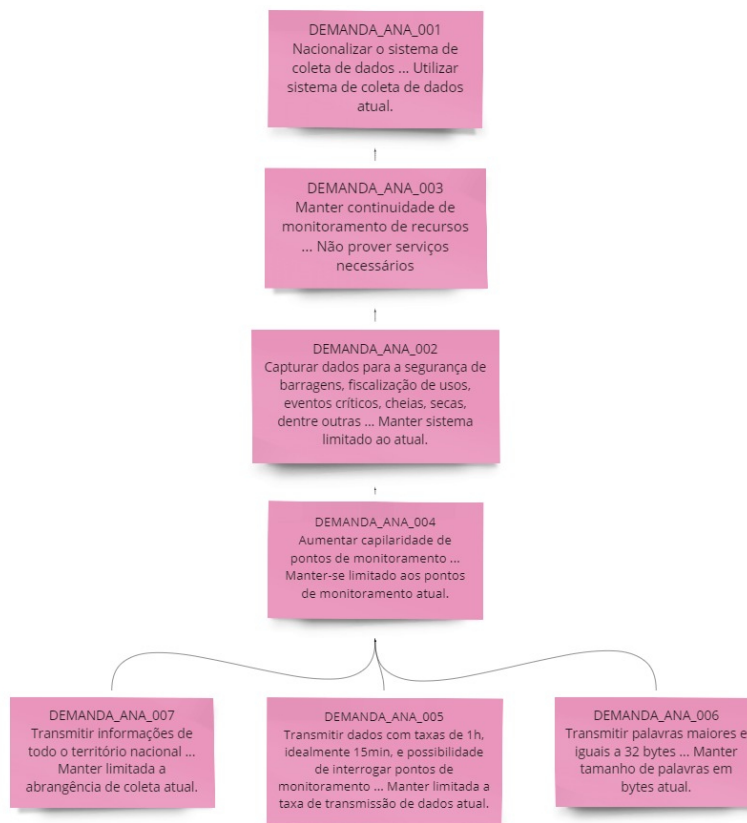 DEMANDA_ANA_001
Nacionalizar o sistema de
coleta de dados ... Utilizar
sistema de coleta de dados
atual.
DEMANDA_ANA_003
Manter continuidade de
monitoramento de recursos
... Não prover serviços
necessários
DEMANDA_ANA_002
Capturar dados para a segurança de
barragens, fiscalização de usos,
eventos críticos, cheias, secas,
dentre outras ... Manter sistema
limitado ao atual.
DEMANDA_ANA_004
Aumentar capilaridade de
pontos de monitoramento ...
Manter-se limitado aos pontos
de monitoramento atual.
DEMANDA_ANA_007
Transmitir informações de
todo o território nacional ...
Manter limitada a
abrangência de coleta atual.
DEMANDA_ANA_005
Transmitir dados com taxas de 1h,
idealmente 15min, e possibilidade
de interrogar pontos de
monitoramento ... Manter limitada a
taxa de transmissão de dados atual.
DEMANDA_ANA_006
Transmitir palavras maiores e
iguais a 32 bytes ... Manter
tamanho de palavras em
bytes atual.